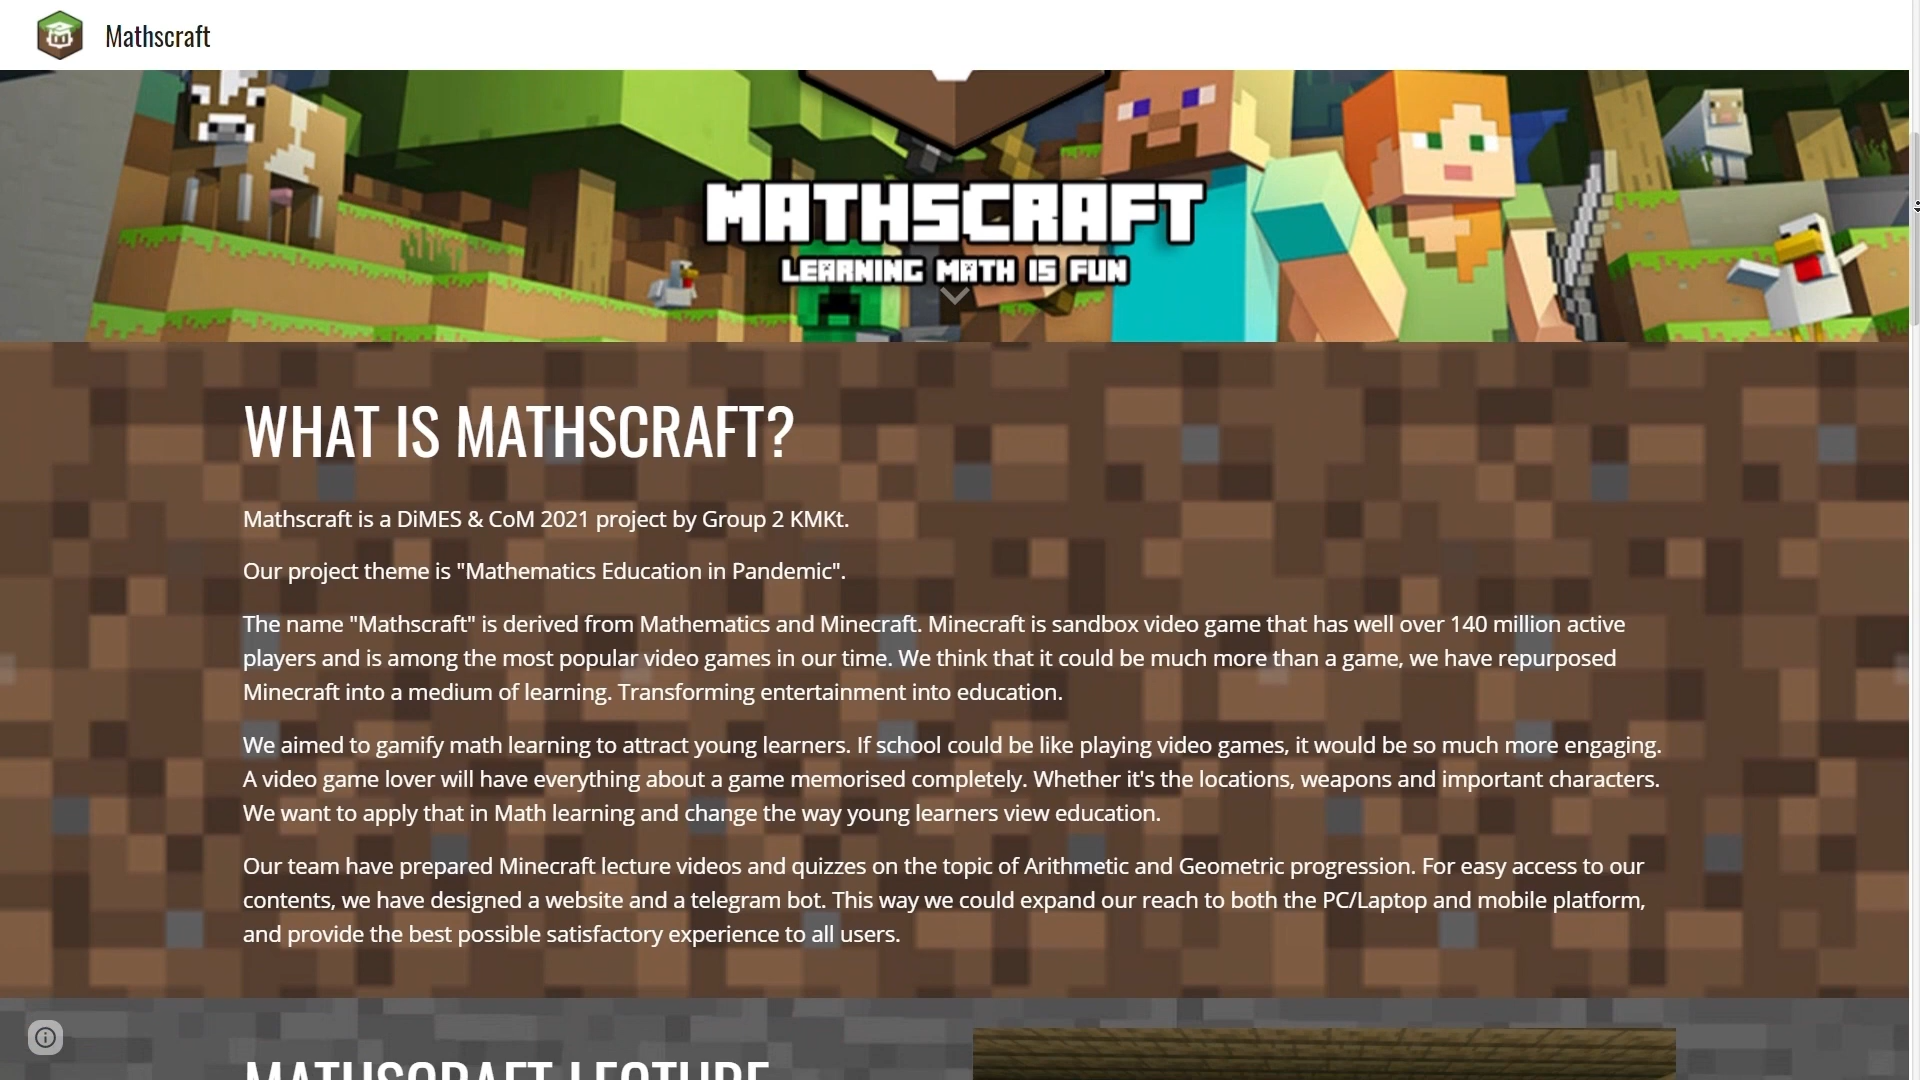 Mathscraft
MATHSCRAFT
LEARNING MATH IS FUN
WHAT IS MATHSCRAFT?
Mathscraft is a DiMES & CoM 2021 project by Group 2 KMKt.
Our project theme is "Mathematics Education in Pandemic".
The name "Mathscraft" is derived from Mathematics and Minecraft. Minecraft is sandbox video game that has well over 140 million active
players and is among the most popular video games in our time. We think that it could be much more than a game, we have repurposed
Minecraft into a medium of learning. Transforming entertainment into education.
We aimed to gamify math learning to attract young learners. If school could be like playing video games, it would be so much more engaging.
A video game lover will have everything about a game memorised completely. Whether it's the locations, weapons and important characters.
We want to apply that in Math learning and change the way young learners view education.
Our team have prepared Minecraft lecture videos and quizzes on the topic of Arithmetic and Geometric progression. For easy access to our
contents, we have designed a website and a telegram bot. This way we could expand our reach to both the PC/Laptop and mobile platform,
and provide the best possible satisfactory experience to all users.
MATHSCRAFT LECTURE